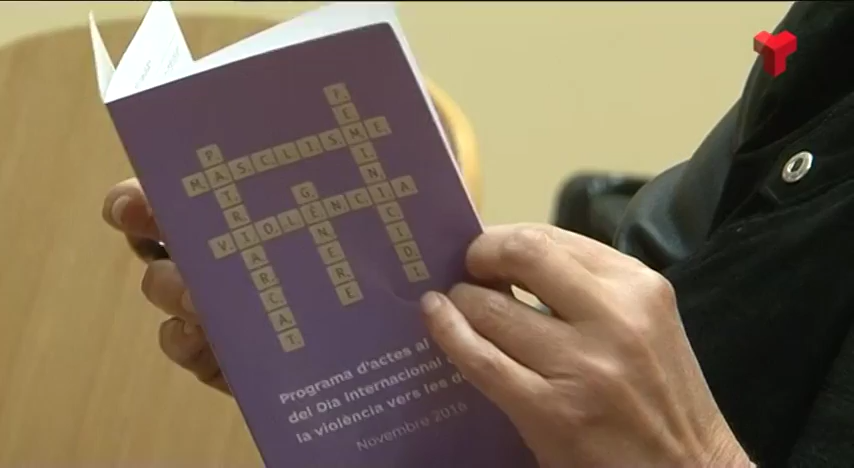 MASCLISME
VIOLÈNCIA
PATRIARCAT
GÈNERE
FEMINICIDI
Programa d'actes al
del Dia Internacional
la violència vers les
Novembre 2016